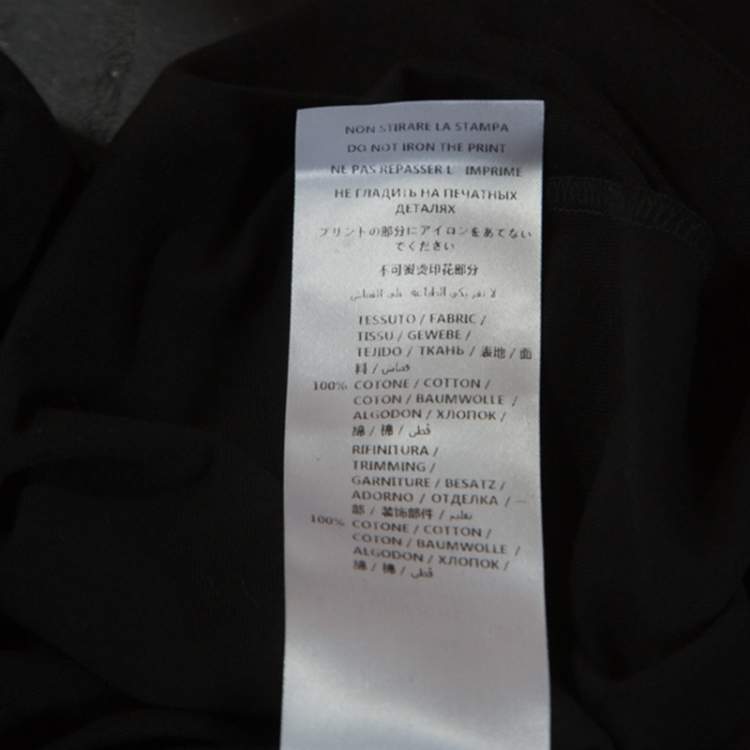 NON STIRARE LA STAMPA
DO NOT IRON THE PRINT
NE PAS REPASSER L' IMPRIME
НЕ ГЛАДИТЬ НА ПЕЧАТНЫХ
ДЕТАЛЯХ
プリントの部分にアイロンをあてない
でください
不可熨烫印花部分
TESSUTO / FABRIC /
TISSU / GEWEBE /
TEJIDO / ТКАНЬ / 表地 / 面
料 / قماش
100% COTONE / COTTON /
COTON / BAUMWOLLE /
ALGODON / ХЛОПОК /
綿 / 棉 / قطن
RIFINITURA /
TRIMMING /
GARNITURE / BESATZ /
ADORNO / ОТДЕЛКА / 一
部 / 装饰部件 /
100% COTONE / COTTON /
COTON / BAUMWOLLE /
ALGODON / ХЛОПОК /
綿 / 棉 / قطن